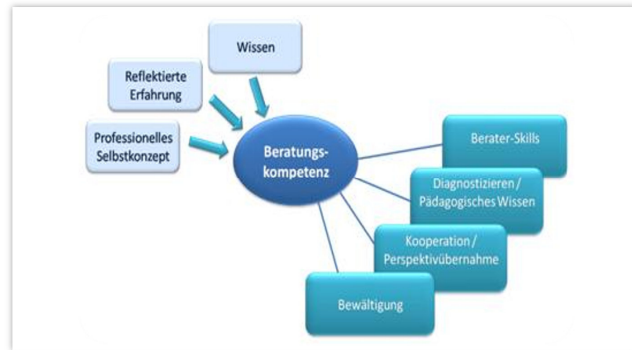 Wissen
Reflektierte
Erfahrung
Professionelles
Selbstkonzept
Beratungs-
kompetenz
Berater-Skills
Diagnostizieren /
Pädagogisches Wissen
Kooperation /
Perspektivübernahme
Bewältigung